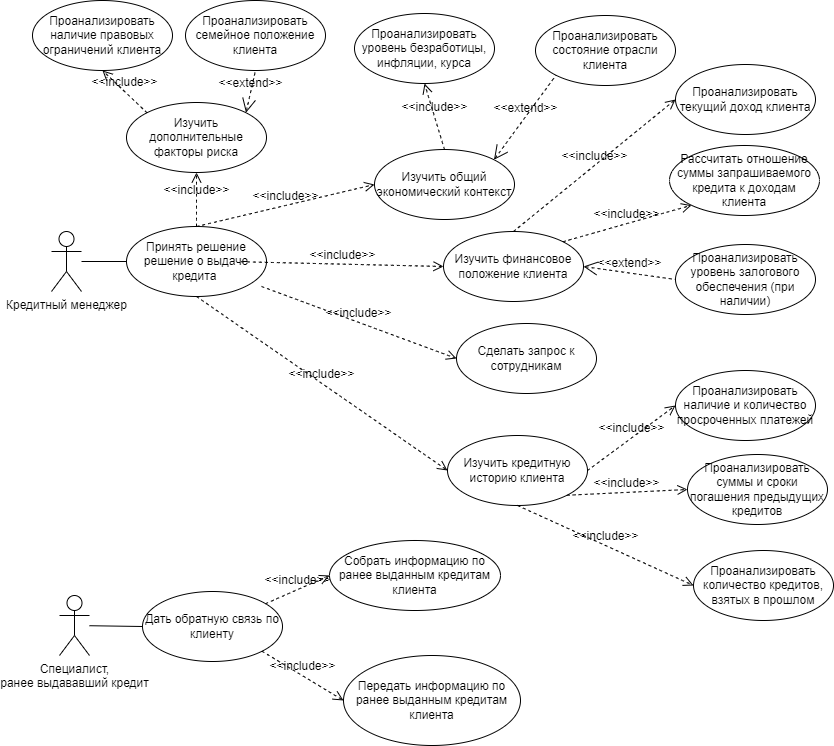 Проанализировать
наличие правовых
ограничений клиента
Проанализировать
семейное положение
клиента
Проанализировать
уровень безработицы,
инфляции, курса
Проанализировать
состояние отрасли
клиента
<<include>>
<<extend>>
<<include>>
<<extend>>
Проанализировать
текущий доход клиента
Изучить
дополнительные
факторы риска
<<include>>
Рассчитать отношение
суммы запрашиваемого
кредита к доходам
клиента
<<include>>
<<include>>
Изучить общий
экономический контекст
<<include>>
Принять решение
решение о выдаче
кредита
<<include>>
Изучить финансовое
положение клиента
<<extend>>
Проанализировать
уровень залогового
обеспечения (при
наличии)
Кредитный менеджер
<<include>>
Сделать запрос к
сотрудникам
<<include>>
Проанализировать
наличие и количество
просроченных платежей
<<include>>
Изучить кредитную
историю клиента
<<include>>
Проанализировать
суммы и сроки
погашения предыдущих
кредитов
<<include>>
Проанализировать
количество кредитов,
взятых в прошлом
Собрать информацию по
ранее выданным кредитам
клиента
<<include>>
Дать обратную связь по
клиенту
Специалист,
ранее выдававший кредит
<<include>>
Передать информацию по
ранее выданным кредитам
клиента